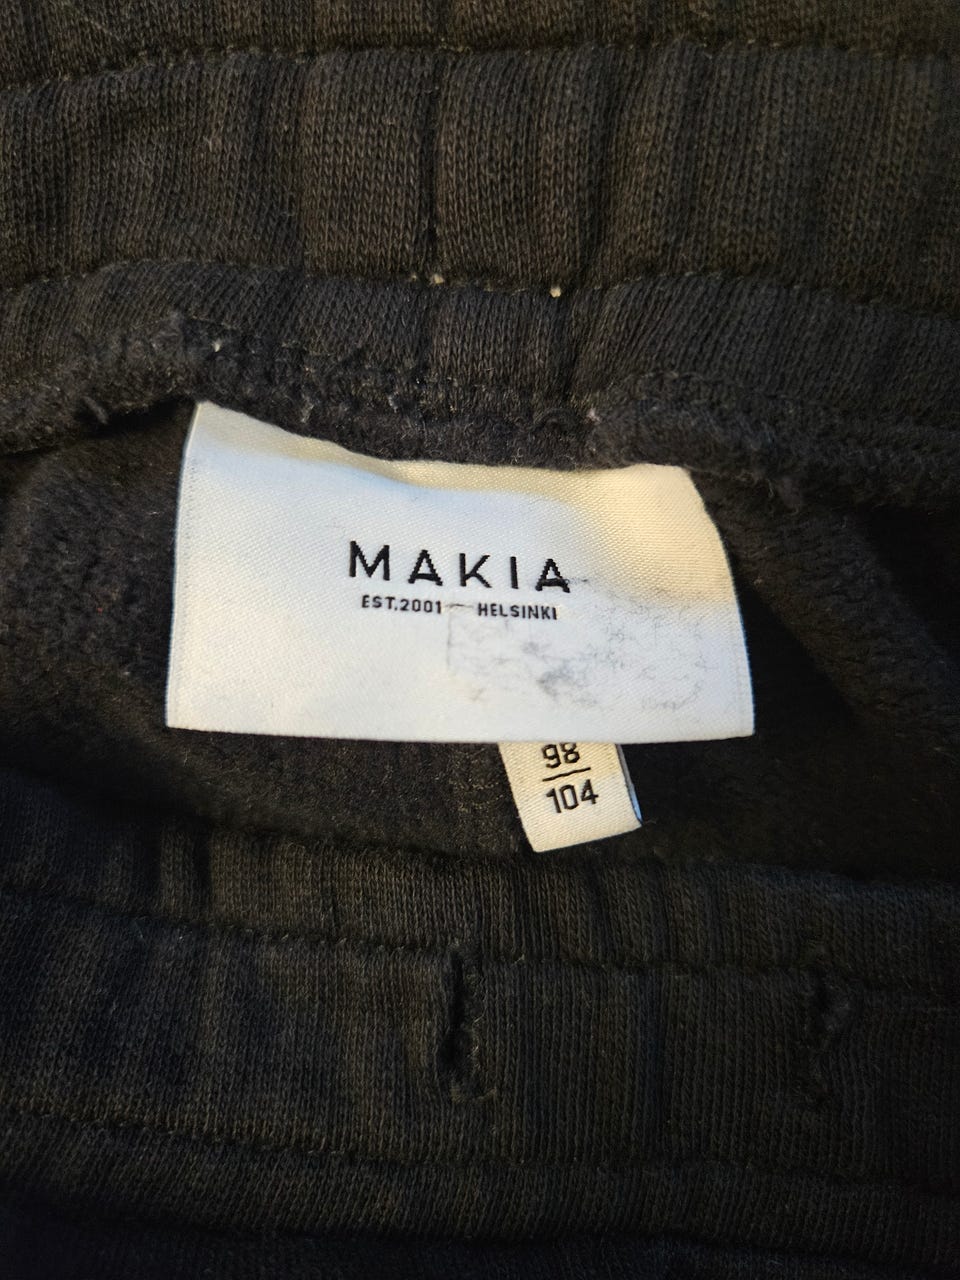 MAKIA
EST.2001 — HELSINKI
98
104